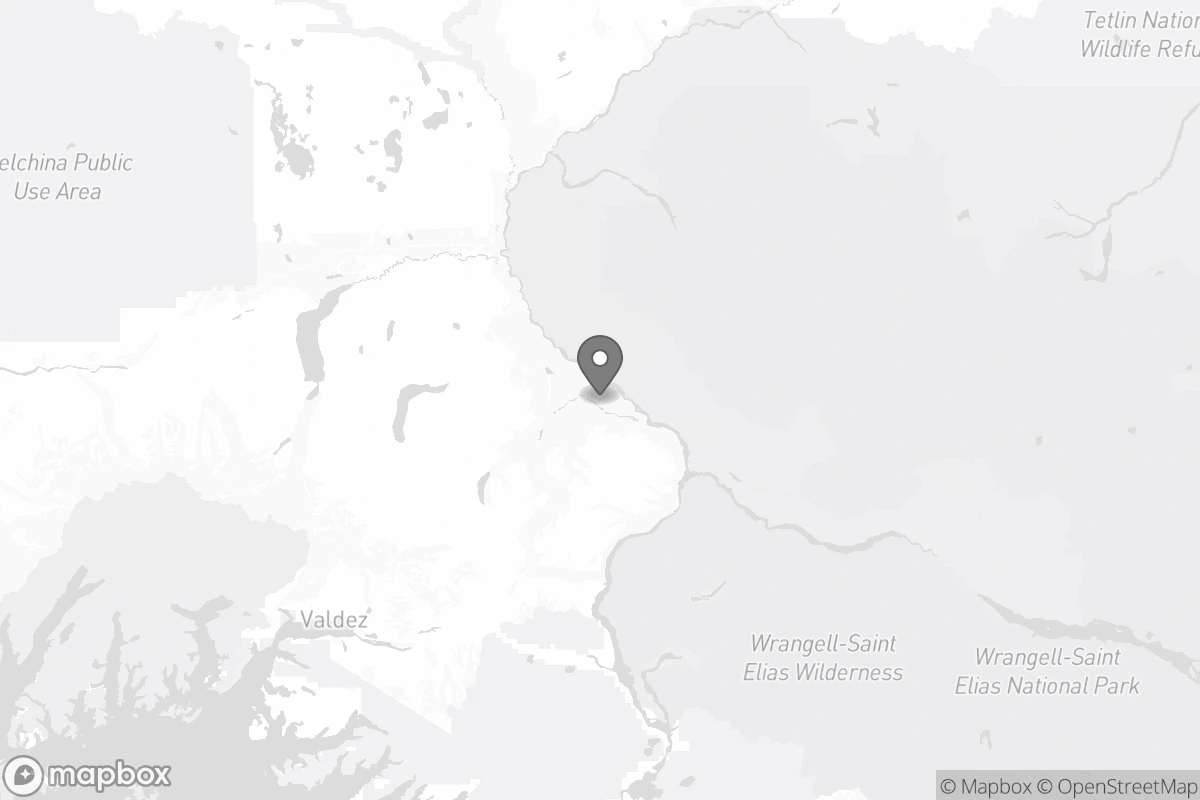 Tetlin Nation
Wildlife Refu
elchina Public
Use Area
Valdez
Wrangell-Saint
Elias Wilderness
Wrangell-Saint
Elias National Park
mapbox
© Mapbox © OpenStreetMap